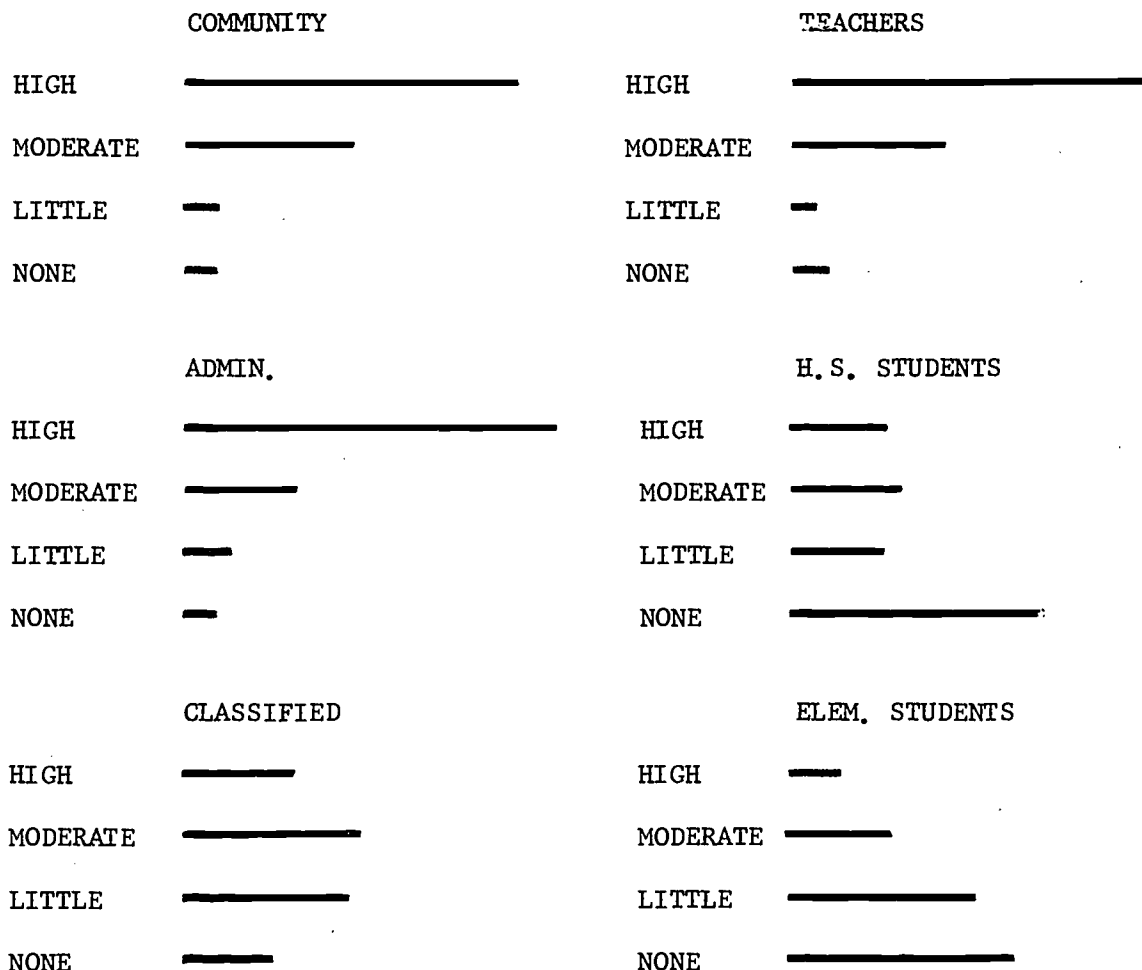 COMMUNITY
HIGH
MODERATE
LITTLE
NONE
TEACHERS
HIGH
MODERATE
LITTLE
NONE
ADMIN.
HIGH
MODERATE
LITTLE
NONE
H.S. STUDENTS
HIGH
MODERATE
LITTLE
NONE
CLASSIFIED
HIGH
MODERATE
LITTLE
NONE
ELEM. STUDENTS
HIGH
MODERATE
LITTLE
NONE